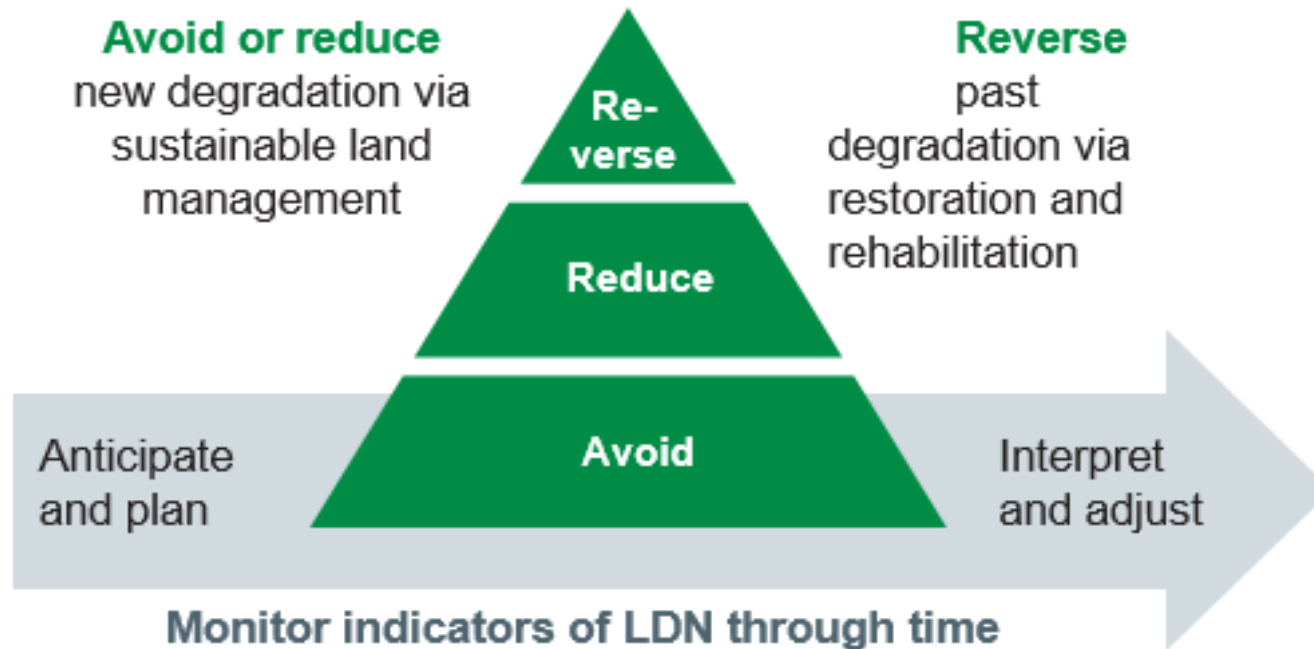 Avoid or reduce
new degradation via
sustainable land
management
Re-
verse
Reduce
Avoid
Reverse
past
degradation via
restoration and
rehabilitation
Anticipate
and plan
Interpret
and adjust
Monitor indicators of LDN through time